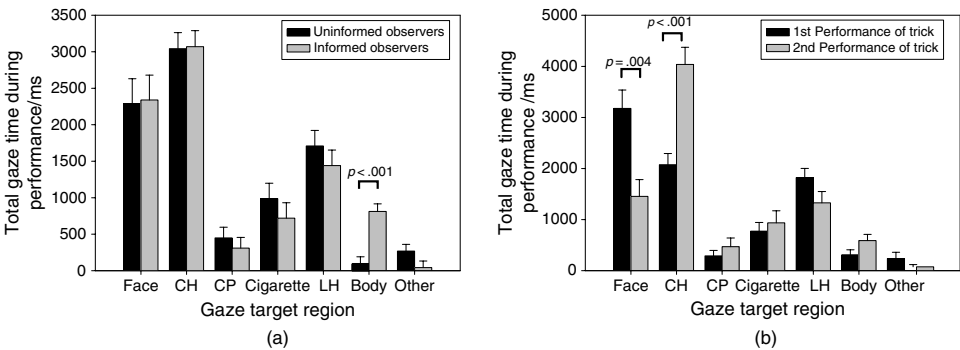 Total gaze time during
performance/ms
3500
3000
2500
2000
1500
1000
500
0
Uninformed observers
Informed observers
p < .001
Face CH CP Cigarette LH Body Other
Gaze target region
(a)
Total gaze time during
performance /ms
5000
4000
3000
2000
1000
0
1st Performance of trick
2nd Performance of trick
p < .001
p = .004
Face CH CP Cigarette LH Body Other
Gaze target region
(b)